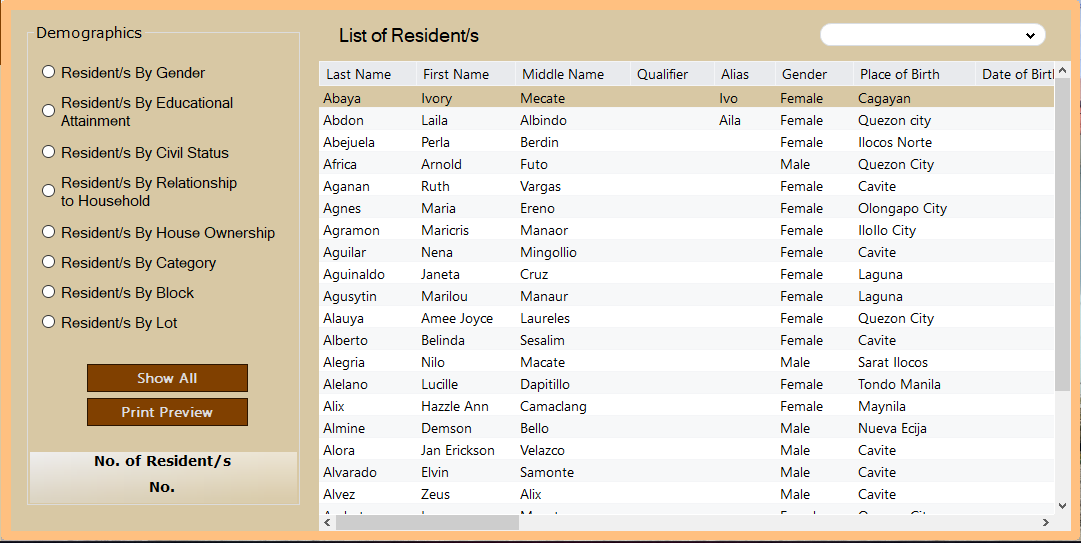 Demographics
Resident/s By Gender
Resident/s By Educational
Attainment
Resident/s By Civil Status
Resident/s By Relationship
to Household
Resident/s By House Ownership
Resident/s By Category
Resident/s By Block
Resident/s By Lot
Show All
Print Preview
No. of Resident/s
No.
List of Resident/s
Last Name First Name Middle Name Qualifier Alias Gender Place of Birth Date of Birth
Abaya Ivory Mecate Ivo Female Cagayan
Abdon Laila Albindo Aila Female Quezon city
Abejuela Perla Berdin Female Ilocos Norte
Africa Arnold Futo Male Quezon City
Aganan Ruth Vargas Female Cavite
Agnes Maria Ereno Female Olongapo City
Agramon Maricris Manaor Female Ilollo City
Aguilar Nena Mingollio Female Cavite
Aguinaldo Janeta Cruz Female Laguna
Agusytin Marilou Manaur Female Laguna
Alauya Amee Joyce Laureles Female Quezon City
Alberto Belinda Sesalim Female Cavite
Alegria Nilo Macate Male Sarat Ilocos
Alelano Lucille Dapitillo Female Tondo Manila
Alix Hazzle Ann Camaclang Female Maynila
Almine Demson Bello Male Nueva Ecija
Alora Jan Erickson Velazco Male Cavite
Alvarado Elvin Samonte Male Cavite
Alvez Zeus Alix Male Cavite